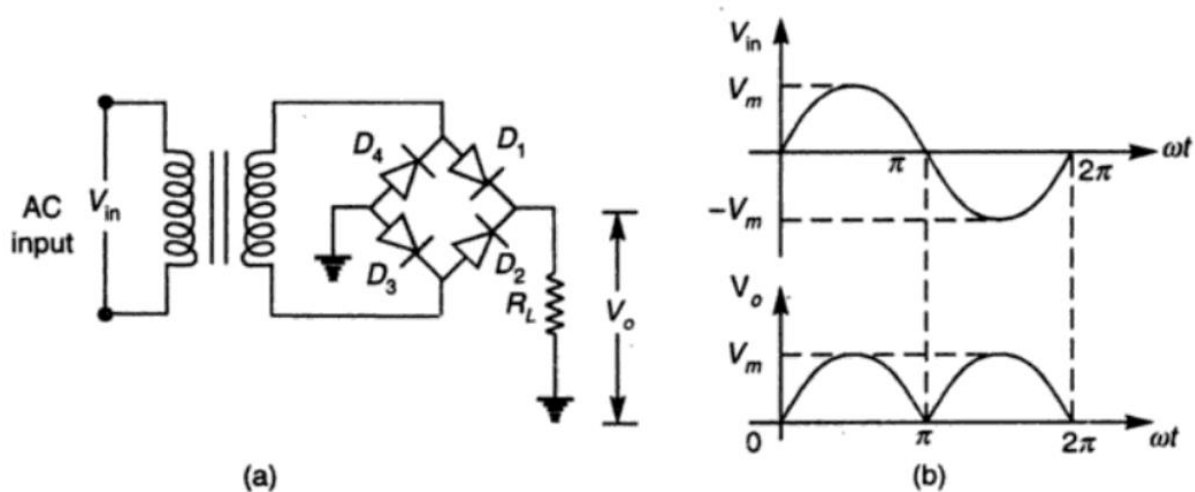 AC
input
V_in
D_4
D_1
D_3
D_2
R_L
V_o
(a)
V_in
V_m
π
ωt
2π
-V_m
V_o
V_m
0
π
2π
ωt
(b)